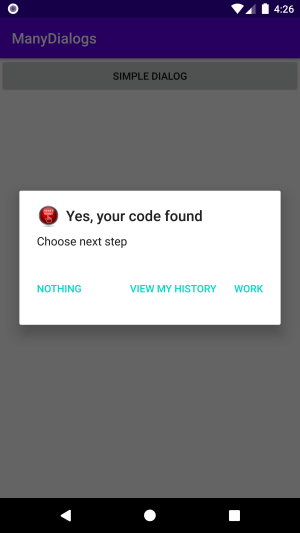 4:26
ManyDialogs
SIMPLE DIALOG
Yes, your code found
Choose next step
NOTHING VIEW MY HISTORY WORK